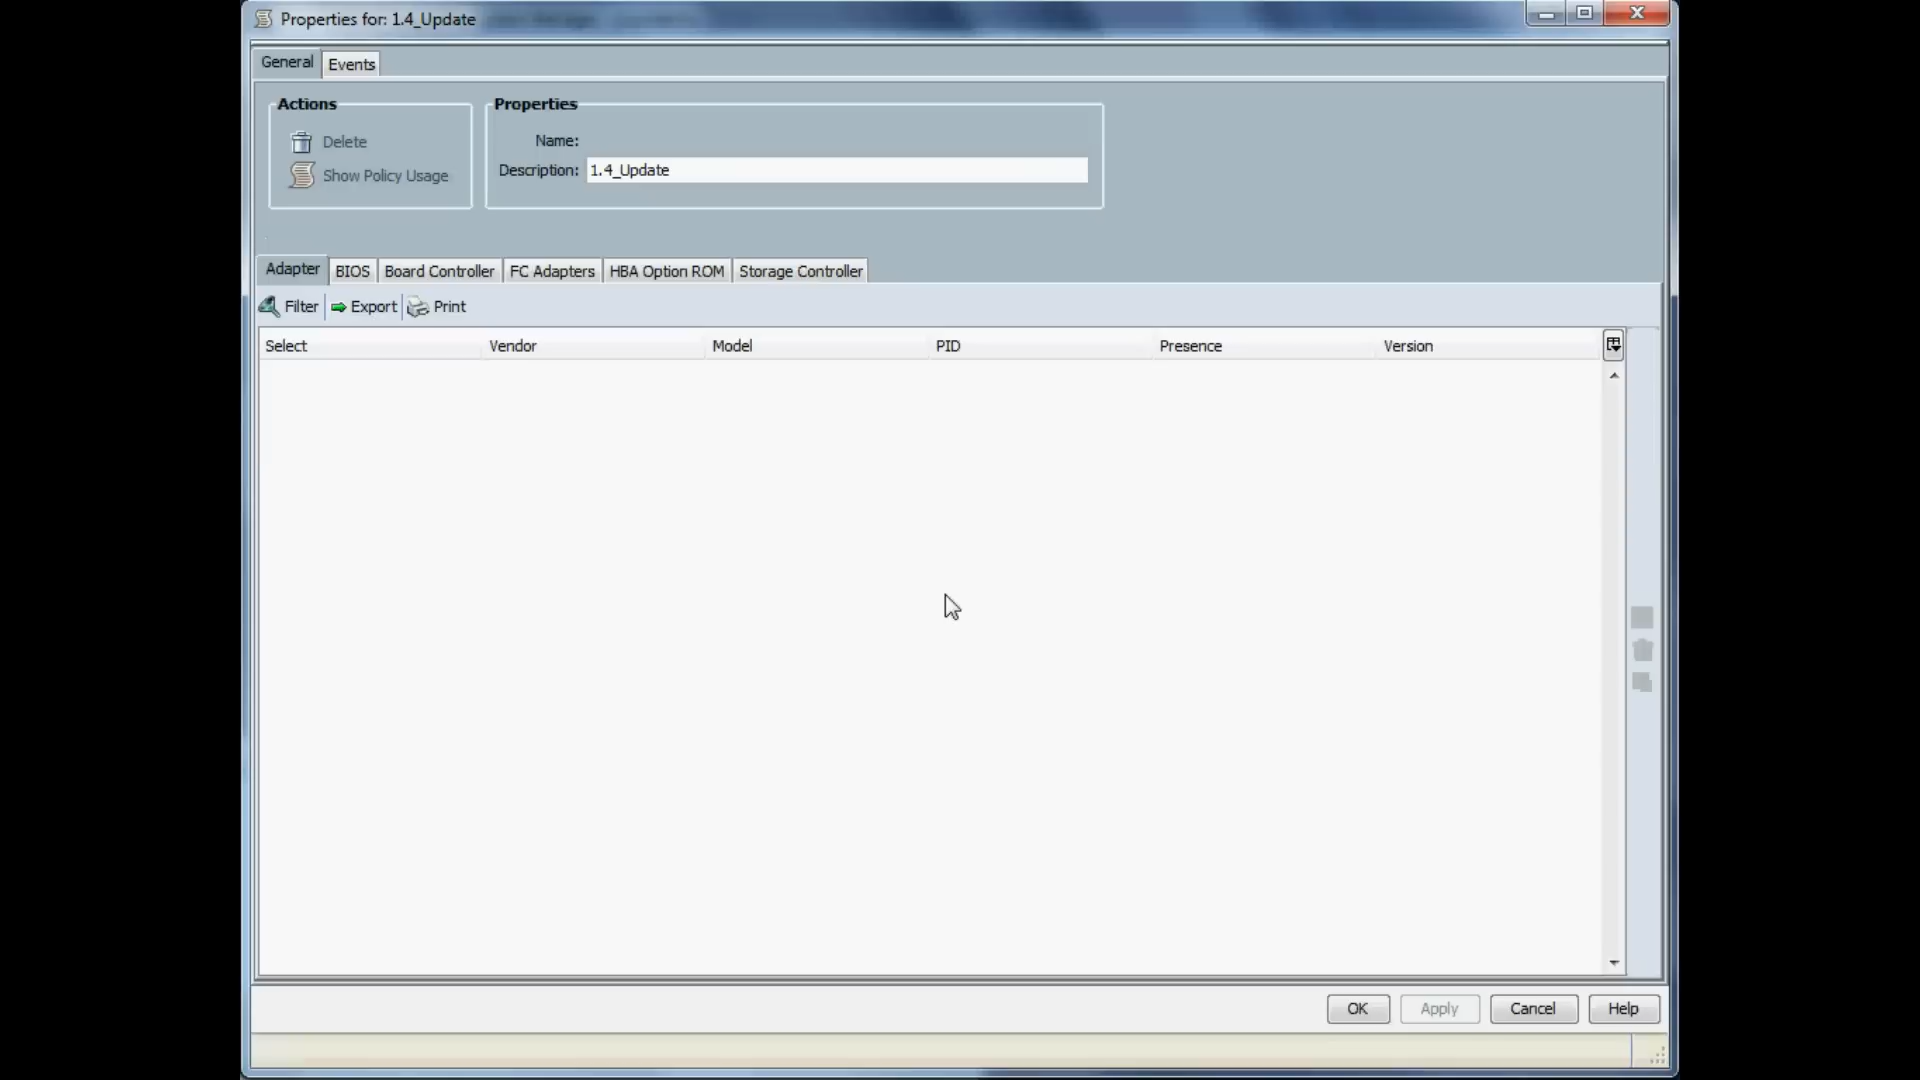 Properties for: 1.4_Update
General Events
Actions
Delete
Show Policy Usage
Properties
Name:
Description: 1.4_Update
Adapter BIOS Board Controller FC Adapters HBA Option ROM Storage Controller
Filter Export Print
Select Vendor Model PID Presence Version
OK Apply Cancel Help